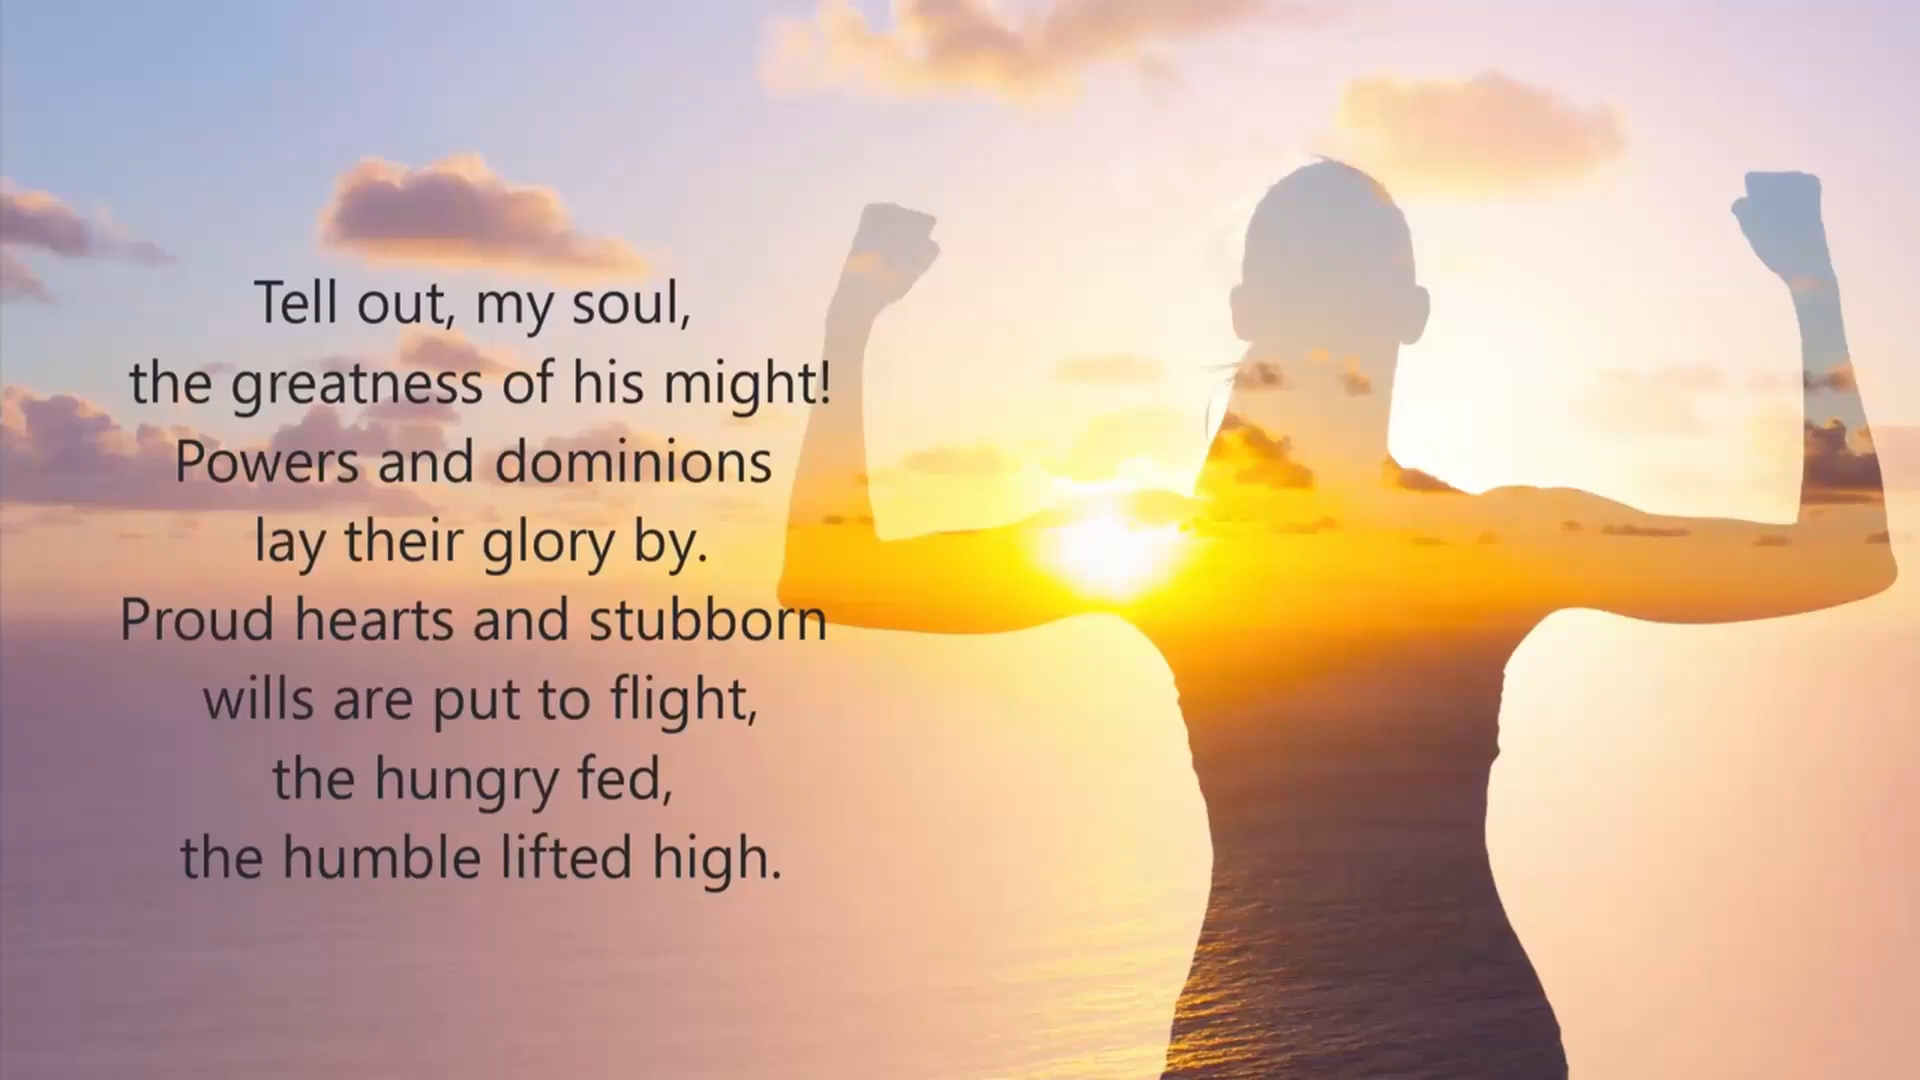 Tell out, my soul,
the greatness of his might!
Powers and dominions
lay their glory by.
Proud hearts and stubborn
wills are put to flight,
the hungry fed,
the humble lifted high.